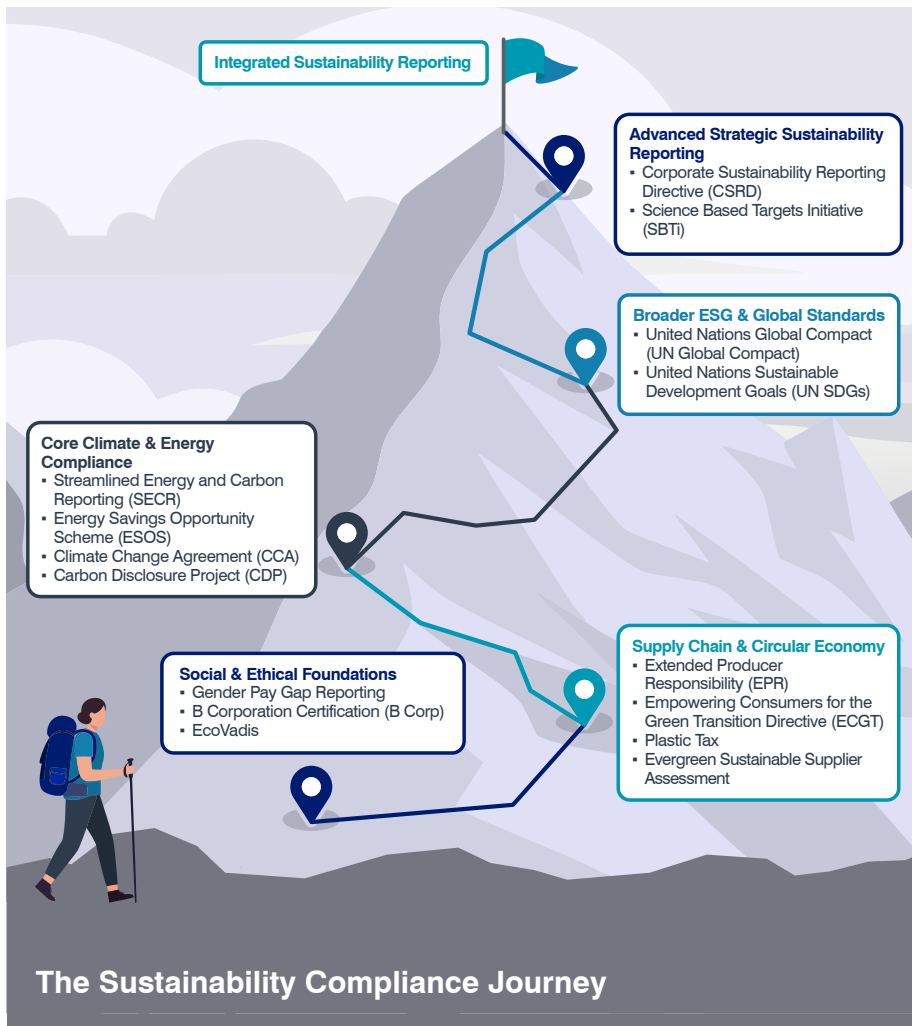 Integrated Sustainability Reporting
Advanced Strategic Sustainability
Reporting
▪ Corporate Sustainability Reporting
Directive (CSRD)
▪ Science Based Targets Initiative
(SBTi)
Broader ESG & Global Standards
▪ United Nations Global Compact
(UN Global Compact)
▪ United Nations Sustainable
Development Goals (UN SDGs)
Core Climate & Energy
Compliance
▪ Streamlined Energy and Carbon
Reporting (SECR)
▪ Energy Savings Opportunity
Scheme (ESOS)
▪ Climate Change Agreement (CCA)
▪ Carbon Disclosure Project (CDP)
Supply Chain & Circular Economy
▪ Extended Producer
Responsibility (EPR)
▪ Empowering Consumers for the
Green Transition Directive (ECGT)
▪ Plastic Tax
▪ Evergreen Sustainable Supplier
Assessment
Social & Ethical Foundations
▪ Gender Pay Gap Reporting
▪ B Corporation Certification (B Corp)
▪ EcoVadis
The Sustainability Compliance Journey